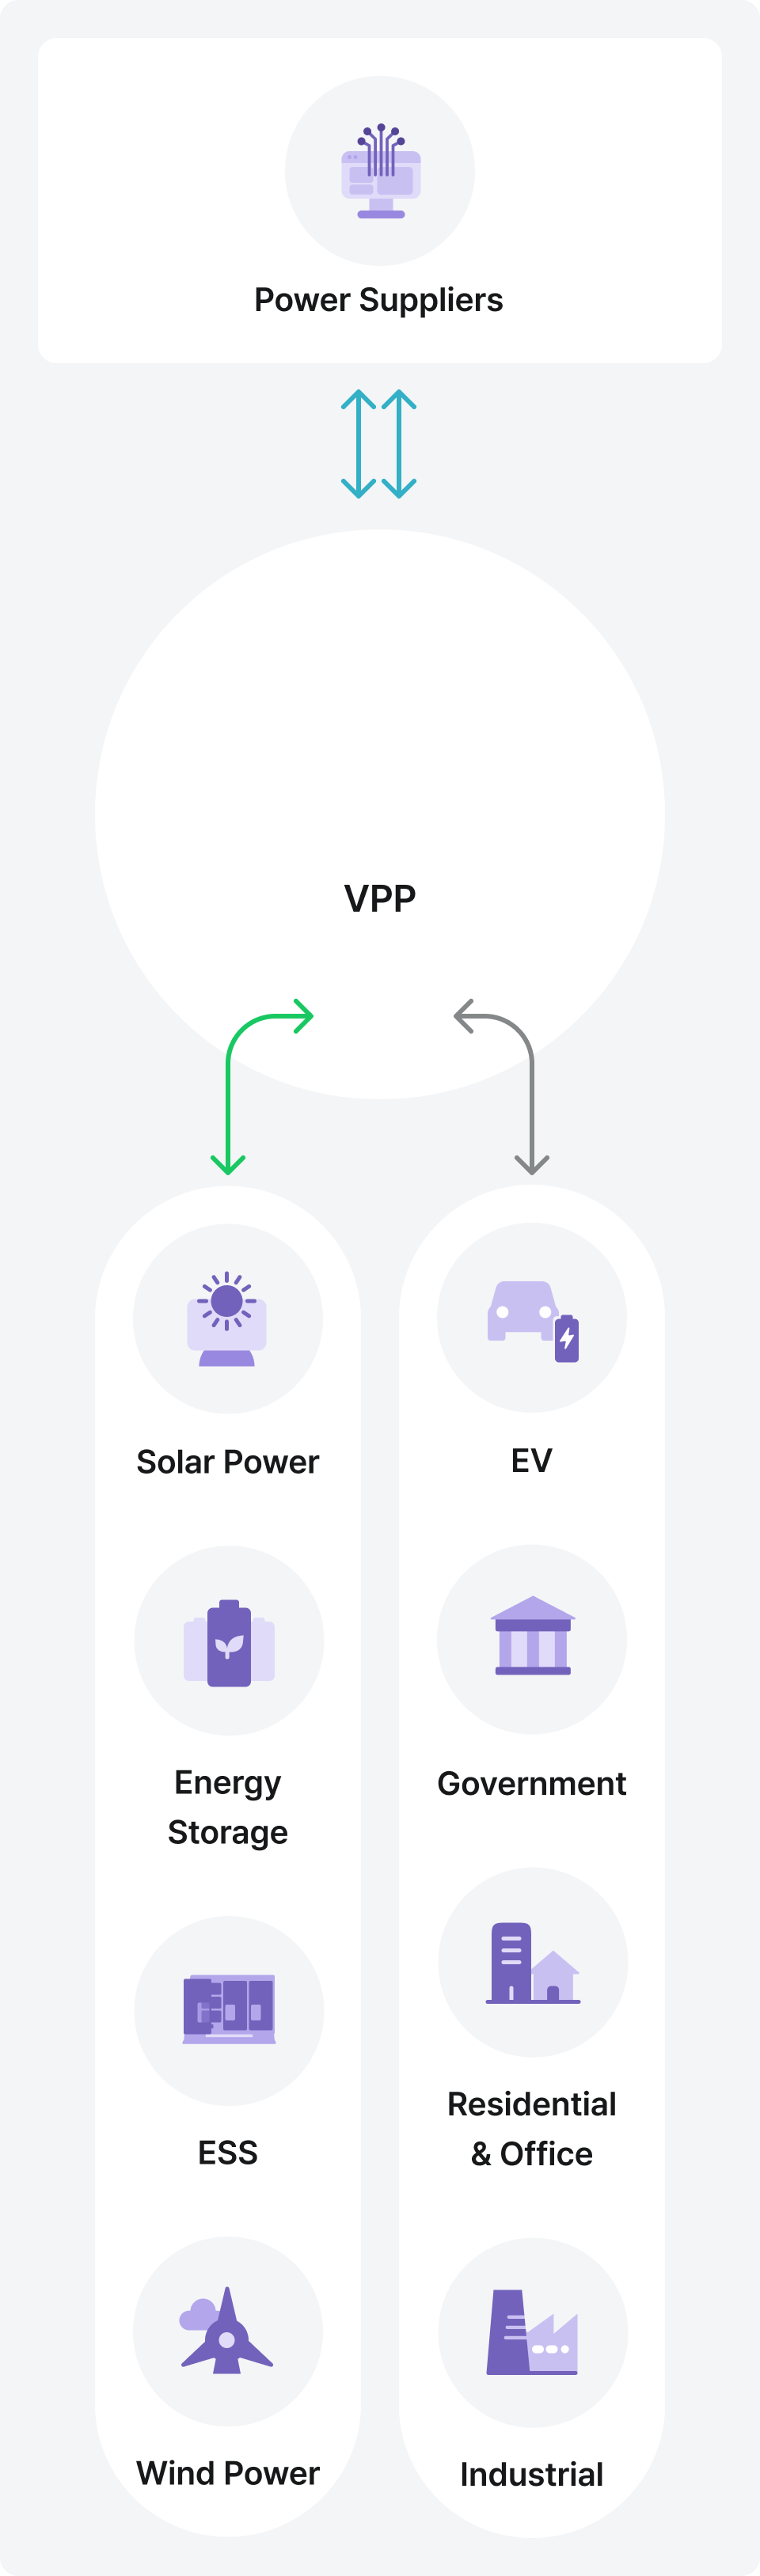 Power Suppliers
VPP
Solar Power
Energy
Storage
ESS
Wind Power
EV
Government
Residential
& Office
Industrial